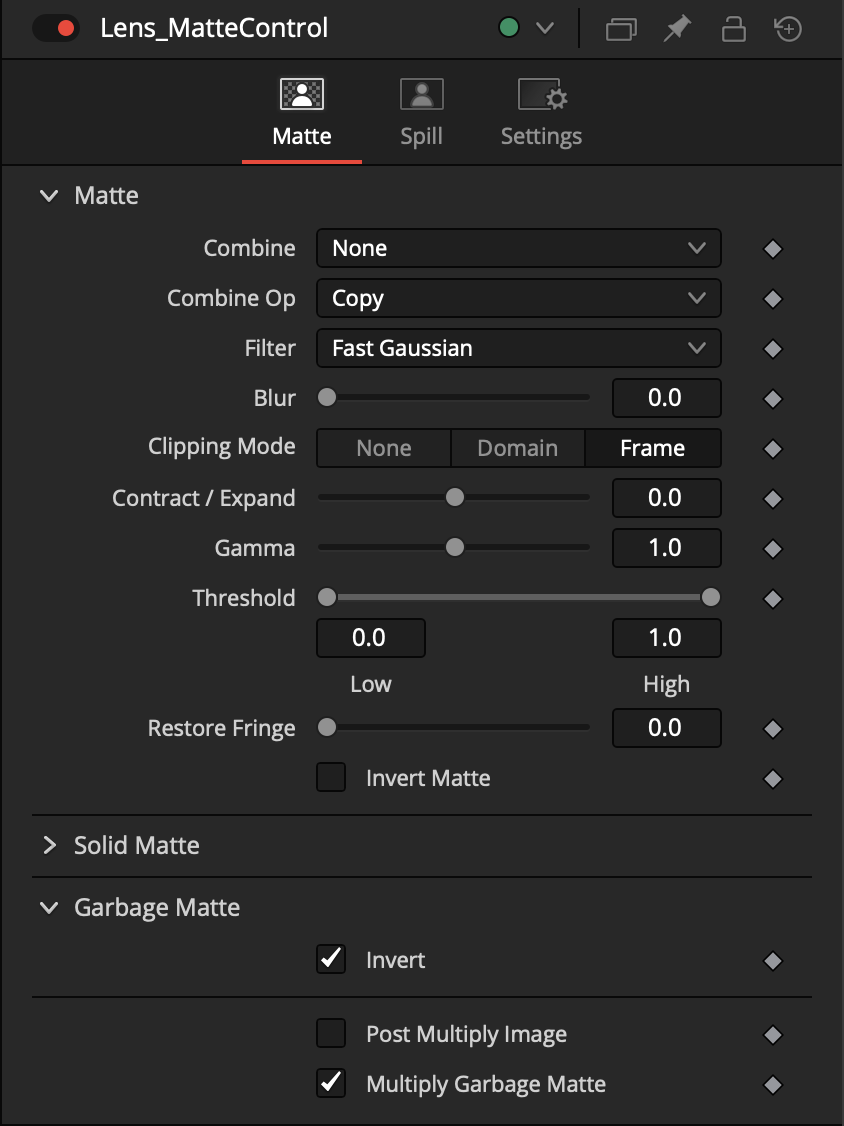 Lens_MatteControl
Matte Spill Settings
Matte
Combine None
Combine Op Copy
Filter Fast Gaussian
Blur 0.0
Clipping Mode None Domain Frame
Contract / Expand 0.0
Gamma 1.0
Threshold
0.0 1.0
Low High
Restore Fringe 0.0
Invert Matte
Solid Matte
Garbage Matte
Invert
Post Multiply Image
Multiply Garbage Matte